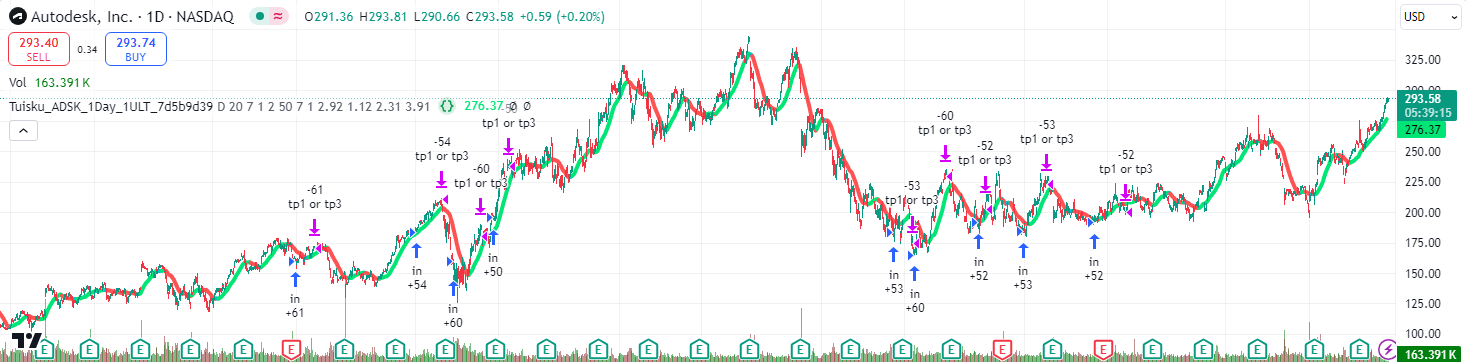 Autodesk, Inc. · 1D · NASDAQ O291.36 H293.81 L290.66 C293.58 +0.59 (+0.20%)
USD
293.40
SELL
0.34
293.74
BUY
Vol 163.391 K
Tuisku_ADSK_1Day_1ULT_7d5b9d39 D 20 7 1 2 50 7 1 2.92 1.12 2.31 3.91 276.37 Ø Ø
325.00
300.00
293.58
05:39:15
276.37
250.00
225.00
200.00
175.00
150.00
125.00
100.00
163.391 K
-61
tp1 or tp3
in
+61
-54
tp1 or tp3
in
+54
-60
tp1 or tp3
in
+60
-50
tp1 or tp3
in
+50
-53
tp1 or tp3
in
+53
-60
tp1 or tp3
in
+60
-52
tp1 or tp3
in
+52
-53
tp1 or tp3
in
+53
-52
tp1 or tp3
in
+52
E E E E E E E E E E E E E E E E E E E E E E E E E E E E